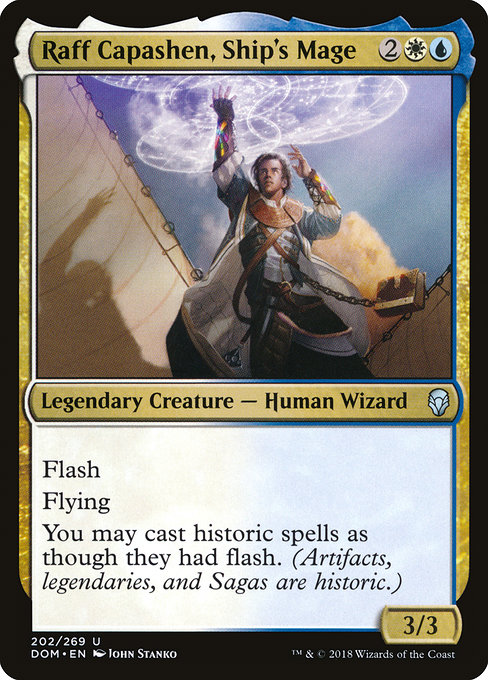 Raff Capashen, Ship's Mage 2
Legendary Creature — Human Wizard
Flash
Flying
You may cast historic spells as
though they had flash. (Artifacts,
legendaries, and Sagas are historic.)
3/3
202/269 U
DOM • EN John Stanko ™ & © 2018 Wizards of the Coast